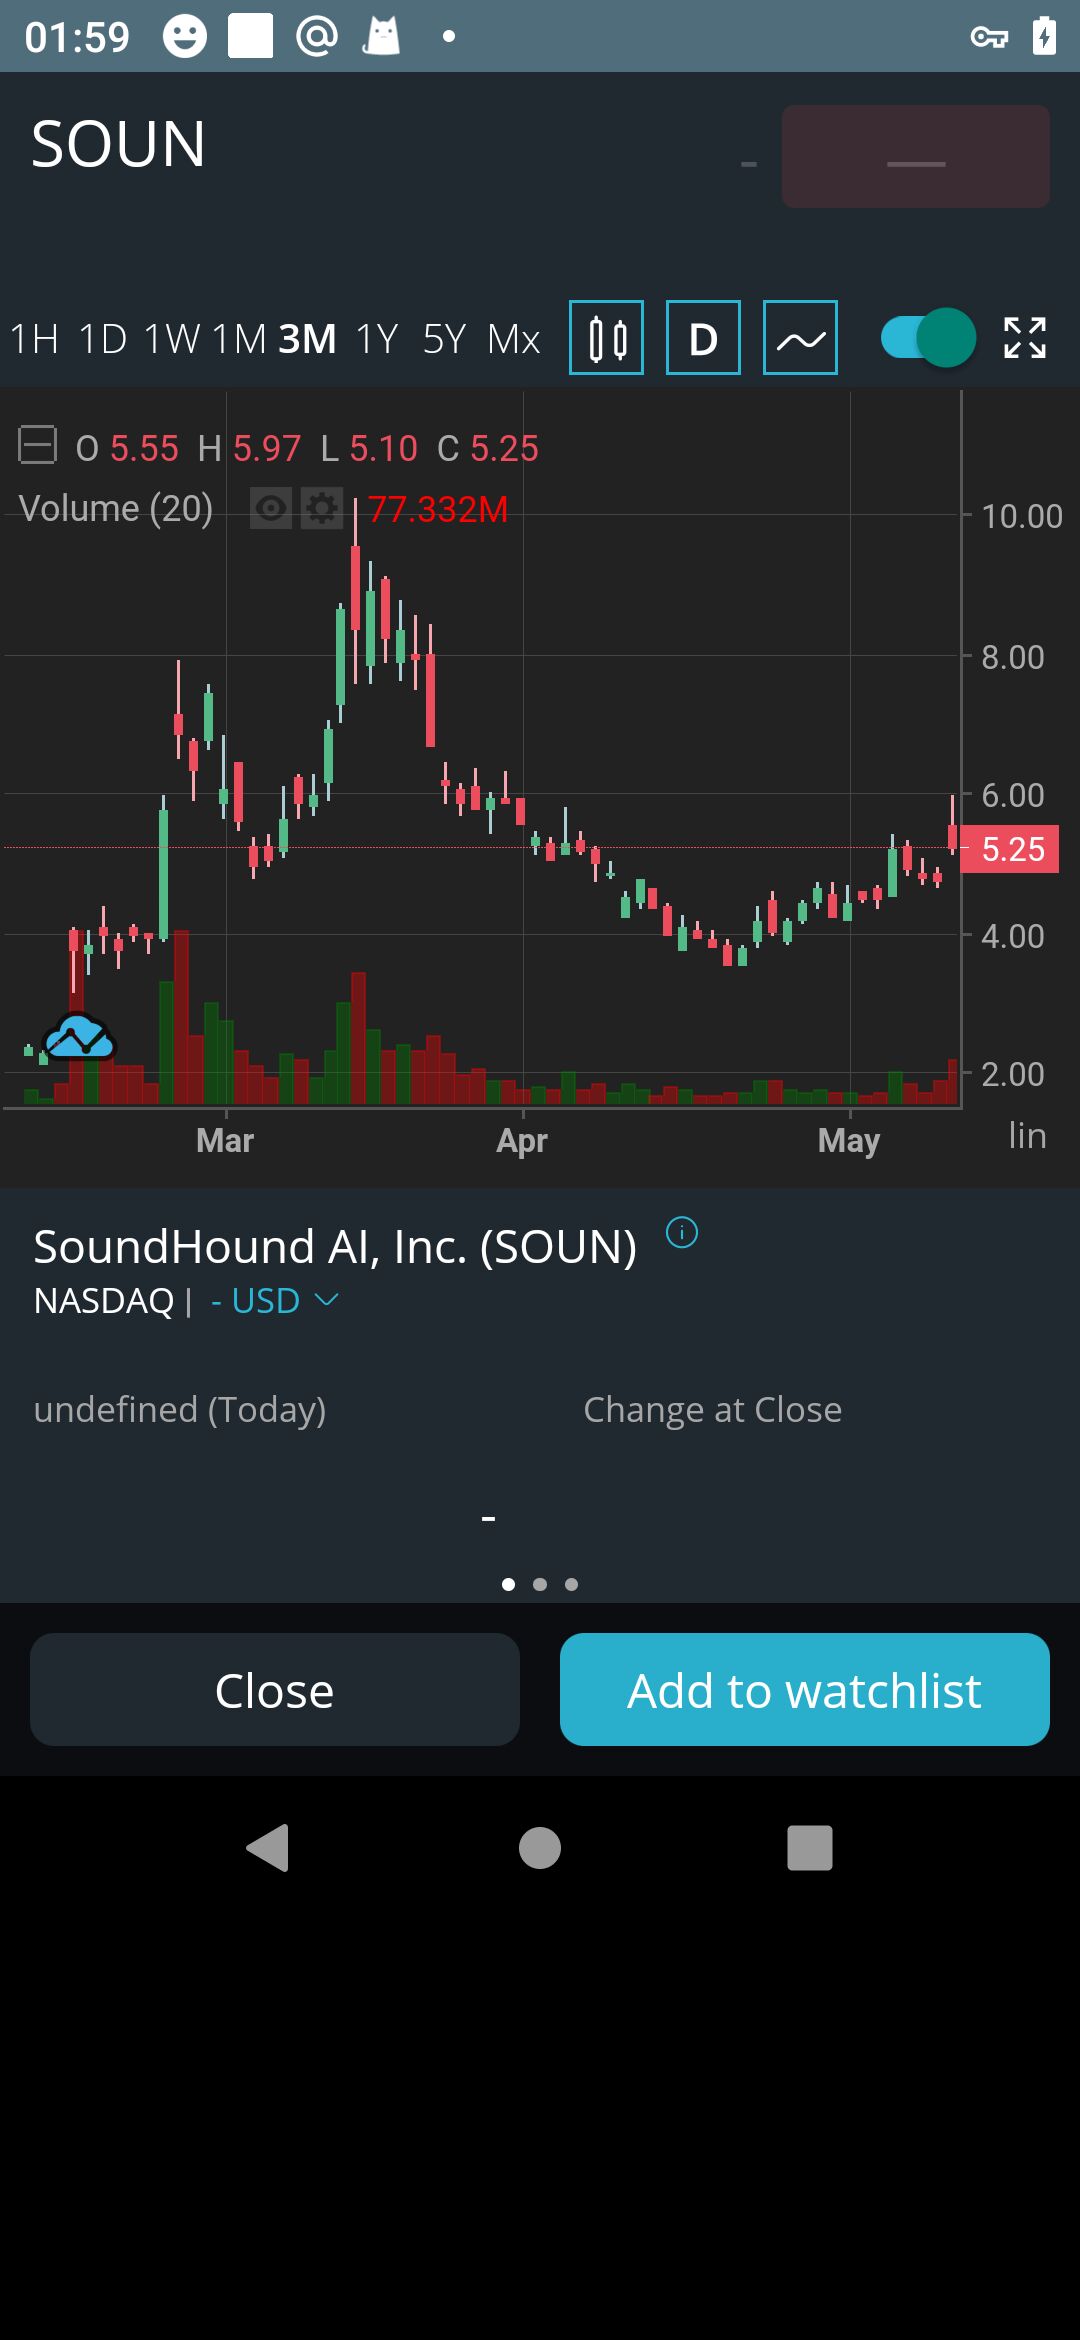 01:59
SOUN
-
—
1H 1D 1W 1M 3M 1Y 5Y Mx D
O 5.55 H 5.97 L 5.10 C 5.25
Volume (20) 77.332M
10.00
8.00
6.00
5.25
4.00
2.00
Mar Apr May lin
SoundHound AI, Inc. (SOUN)
NASDAQ | - USD
undefined (Today) Change at Close
-
Close Add to watchlist